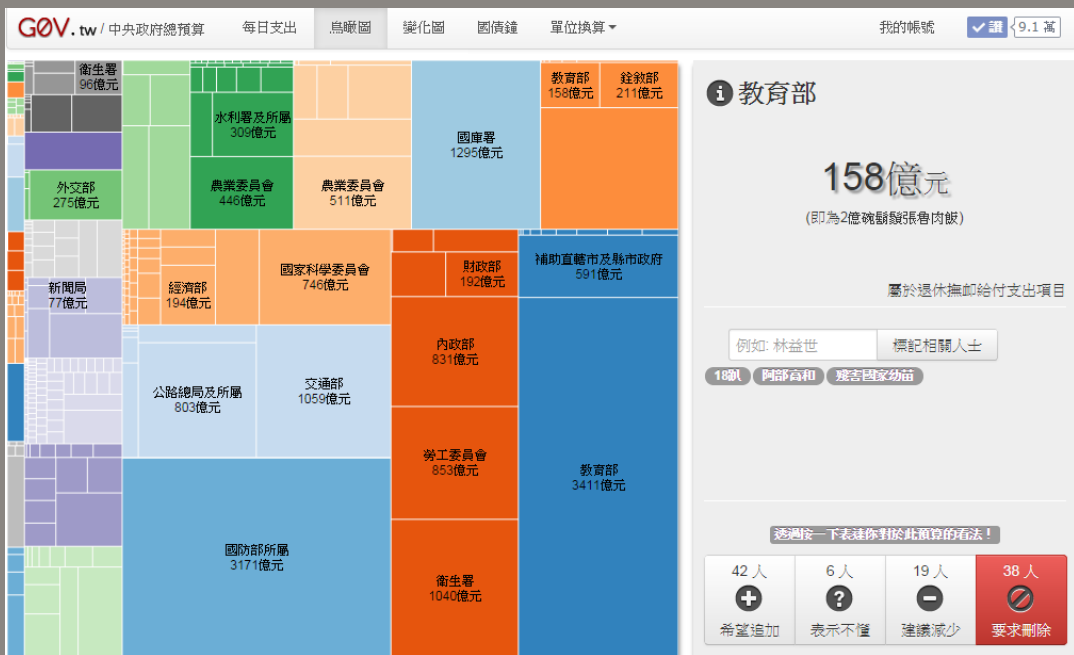 G0V.tw / 中央政府總預算
每日支出
鳥瞰圖
變化圖
國債鐘
單位換算
我的帳號
讚
9.1 萬
衛生署
96億元
水利署及所屬
309億元
國庫署
1295億元
教育部
158億元
銓敘部
211億元
外交部
275億元
農業委員會
446億元
農業委員會
511億元
新聞局
77億元
經濟部
194億元
國家科學委員會
746億元
財政部
192億元
補助直轄市及縣市政府
591億元
公路總局及所屬
803億元
交通部
1059億元
內政部
831億元
勞工委員會
853億元
教育部
3411億元
國防部所屬
3171億元
衛生署
1040億元
教育部
158億元
(即為2億碗鬍鬚張魯肉飯)
屬於退休撫卹給付支出項目
例如: 林益世
標記相關人士
18趴
阿部高和
殘害國家幼苗
透過按一下表達你對於此預算的看法！
42 人
希望追加
6 人
表示不懂
19 人
建議減少
38 人
要求刪除